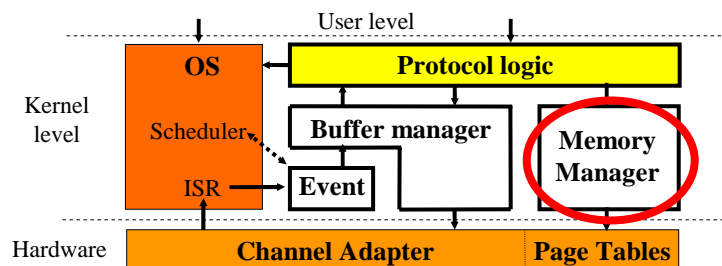 User level
OS
Protocol logic
Kernel
level
Scheduler
Buffer manager
Memory
Manager
ISR
Event
Hardware
Channel Adapter
Page Tables